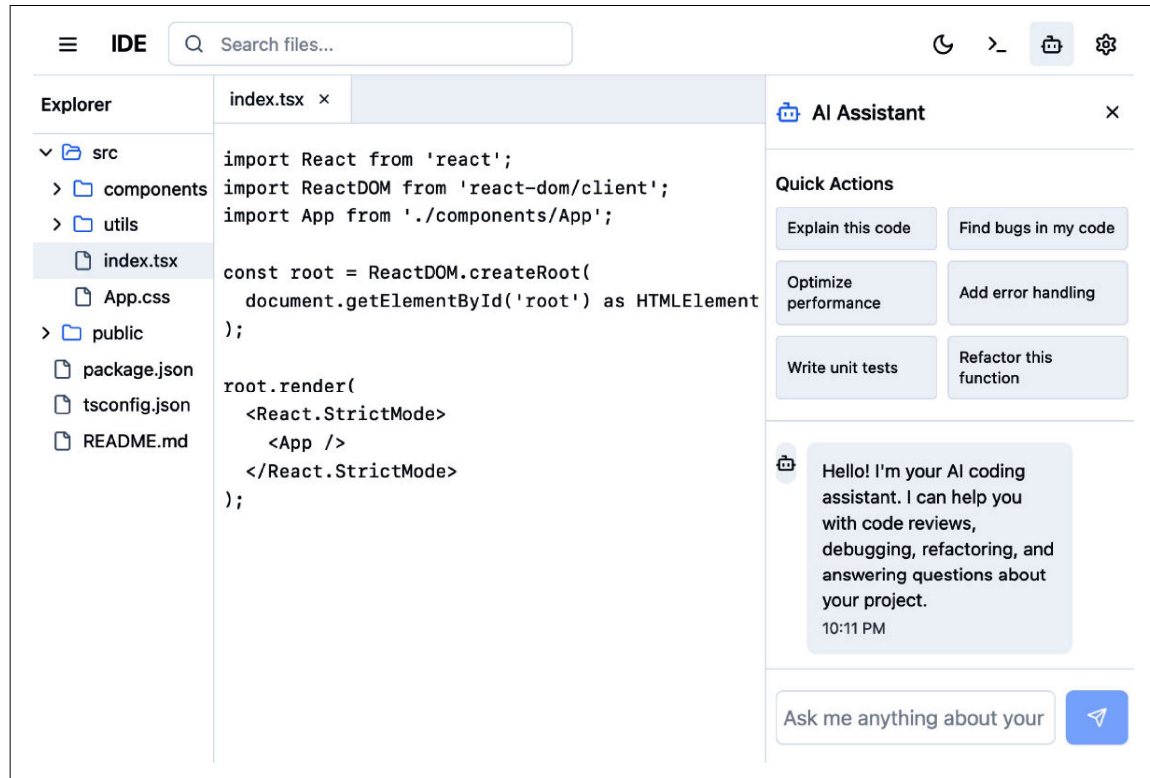 IDE
Search files...
Explorer
src
components
utils
index.tsx
App.css
public
package.json
tsconfig.json
README.md
index.tsx ×
import React from 'react';
import ReactDOM from 'react-dom/client';
import App from './components/App';
const root = ReactDOM.createRoot(
document.getElementById('root') as HTMLElement
);
root.render(
<React.StrictMode>
<App />
</React.StrictMode>
);
AI Assistant
Quick Actions
Explain this code
Find bugs in my code
Optimize
performance
Add error handling
Write unit tests
Refactor this
function
Hello! I'm your AI coding
assistant. I can help you
with code reviews,
debugging, refactoring, and
answering questions about
your project.
10:11 PM
Ask me anything about your